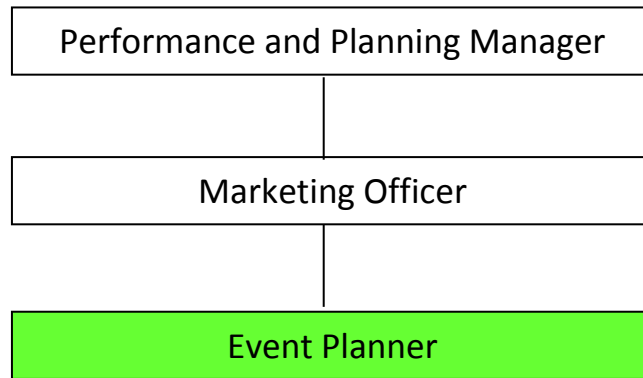 Performance and Planning Manager
Marketing Officer
Event Planner